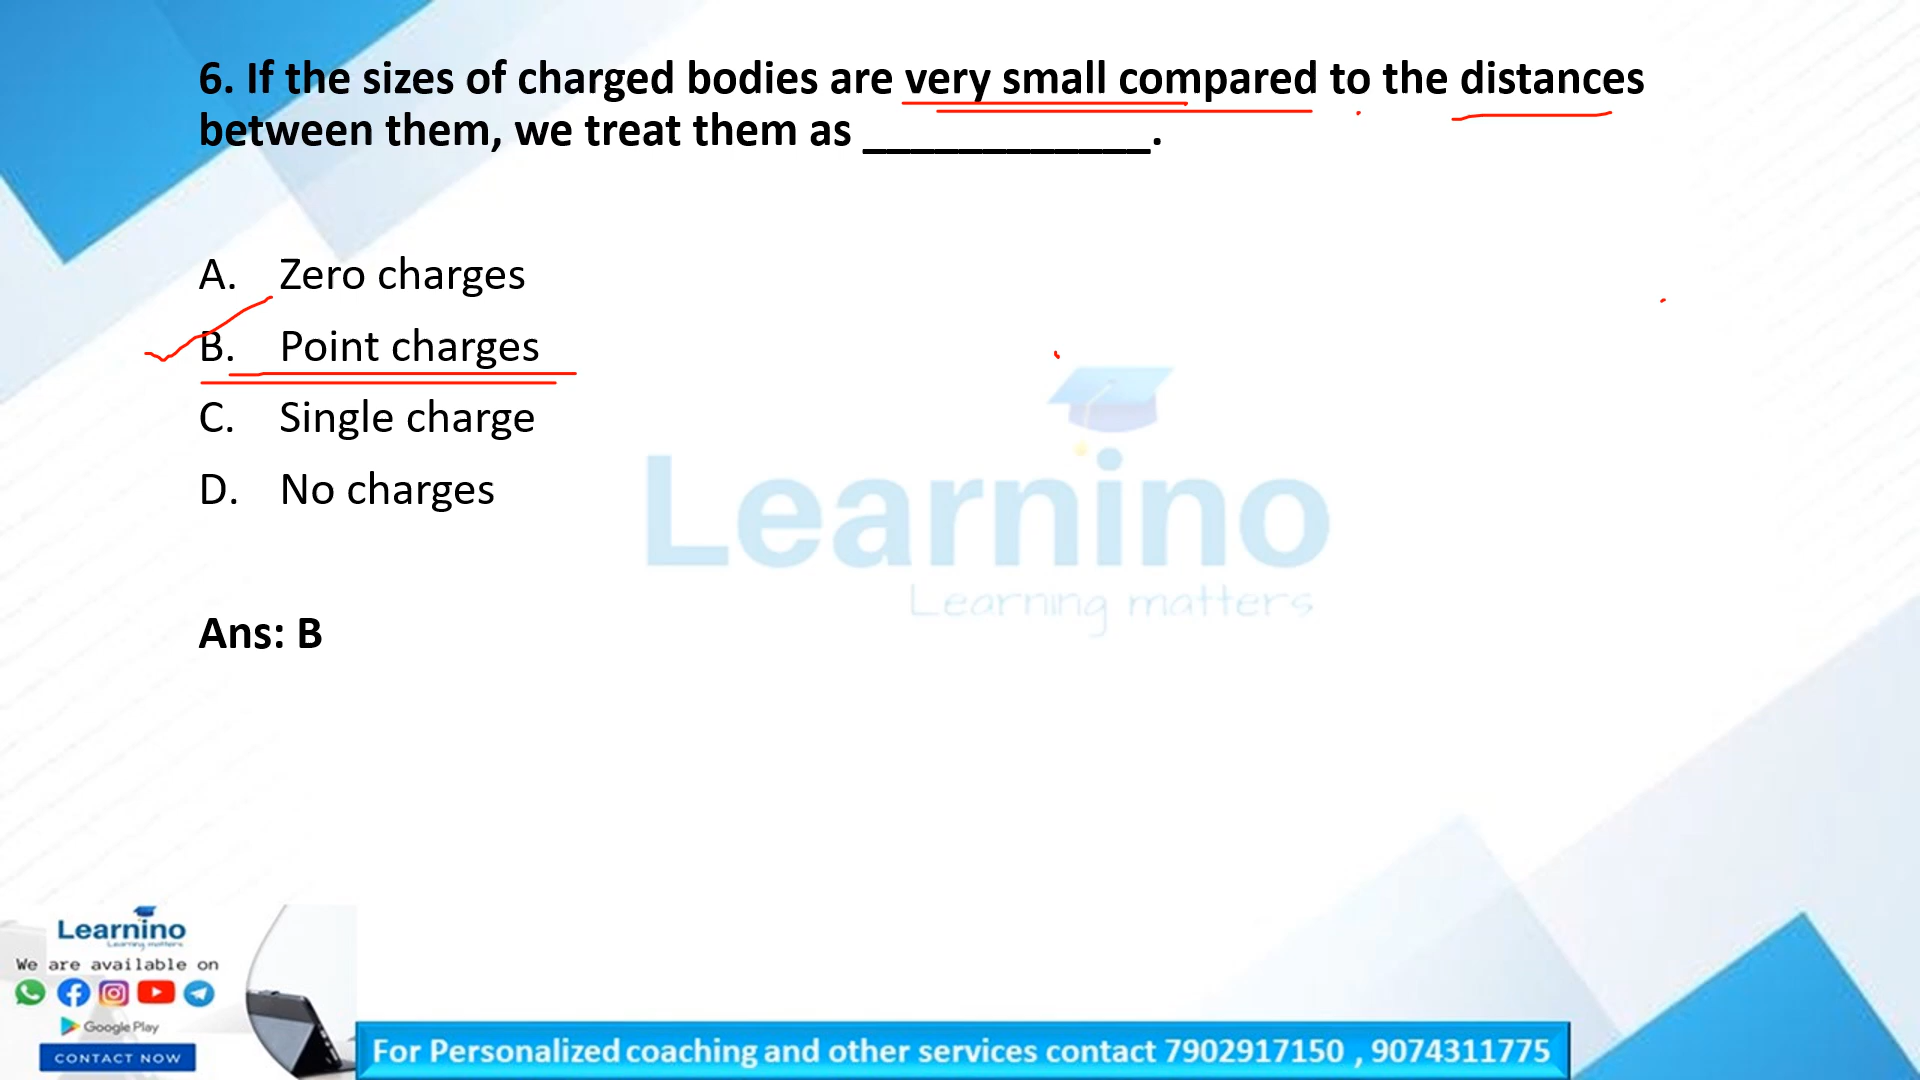 6. If the sizes of charged bodies are very small compared to the distances
between them, we treat them as ____________.
A. Zero charges
B. Point charges
C. Single charge
D. No charges
Learnino
Learning matters
Ans: B
Learnino
Learning matters
We are available on
Google Play
CONTACT NOW
For Personalized coaching and other services contact 7902917150 , 9074311775